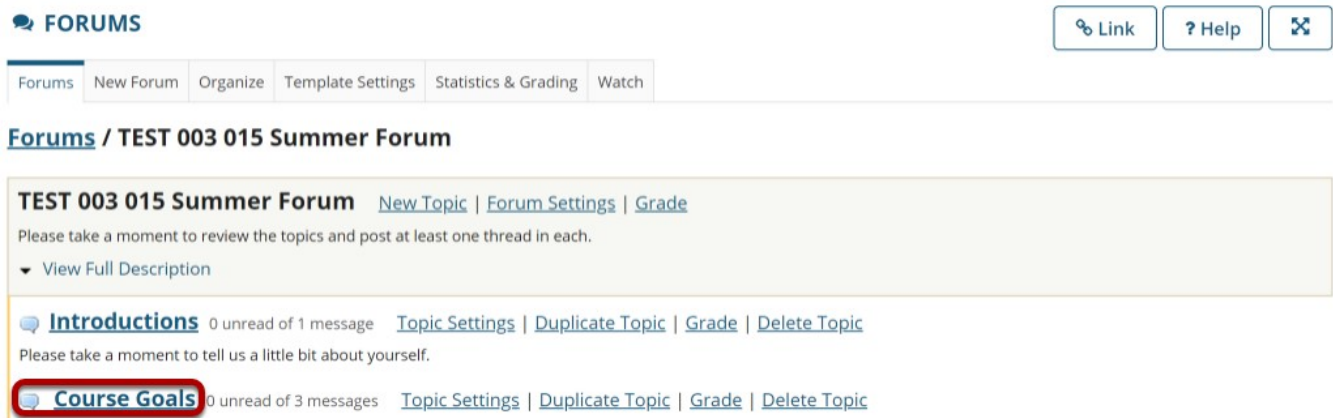 FORUMS
Link ? Help
Forums New Forum Organize Template Settings Statistics & Grading Watch
Forums / TEST 003 015 Summer Forum
TEST 003 015 Summer Forum New Topic | Forum Settings | Grade
Please take a moment to review the topics and post at least one thread in each.
View Full Description
Introductions 0 unread of 1 message Topic Settings | Duplicate Topic | Grade | Delete Topic
Please take a moment to tell us a little bit about yourself.
Course Goals 0 unread of 3 messages Topic Settings | Duplicate Topic | Grade | Delete Topic